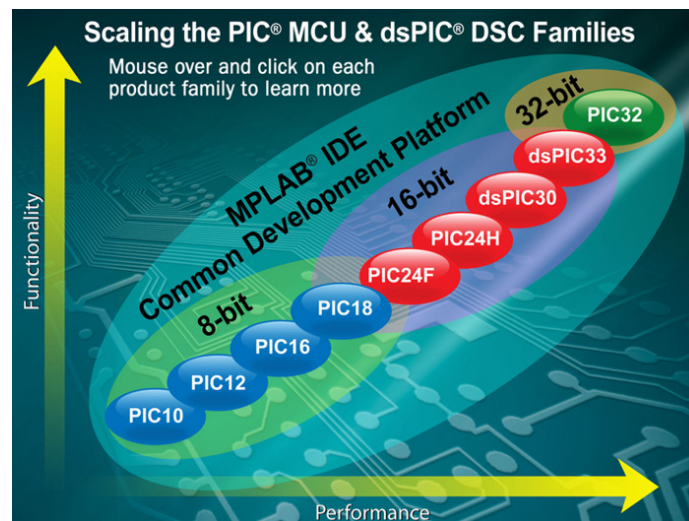 Scaling the PIC® MCU & dsPIC® DSC Families
Mouse over and click on each
product family to learn more
32-bit
PIC32
MPLAB® IDE
Common Development Platform
dsPIC33
16-bit
dsPIC30
PIC24H
PIC24F
8-bit
PIC18
PIC16
PIC12
PIC10
Functionality
Performance